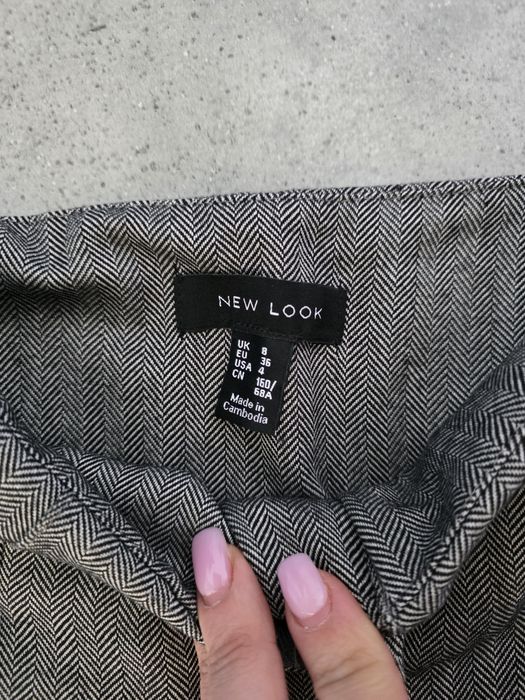 NEW LOOK
UK 8
EU 36
USA 4
CN 160/
68A
Made in
Cambodia